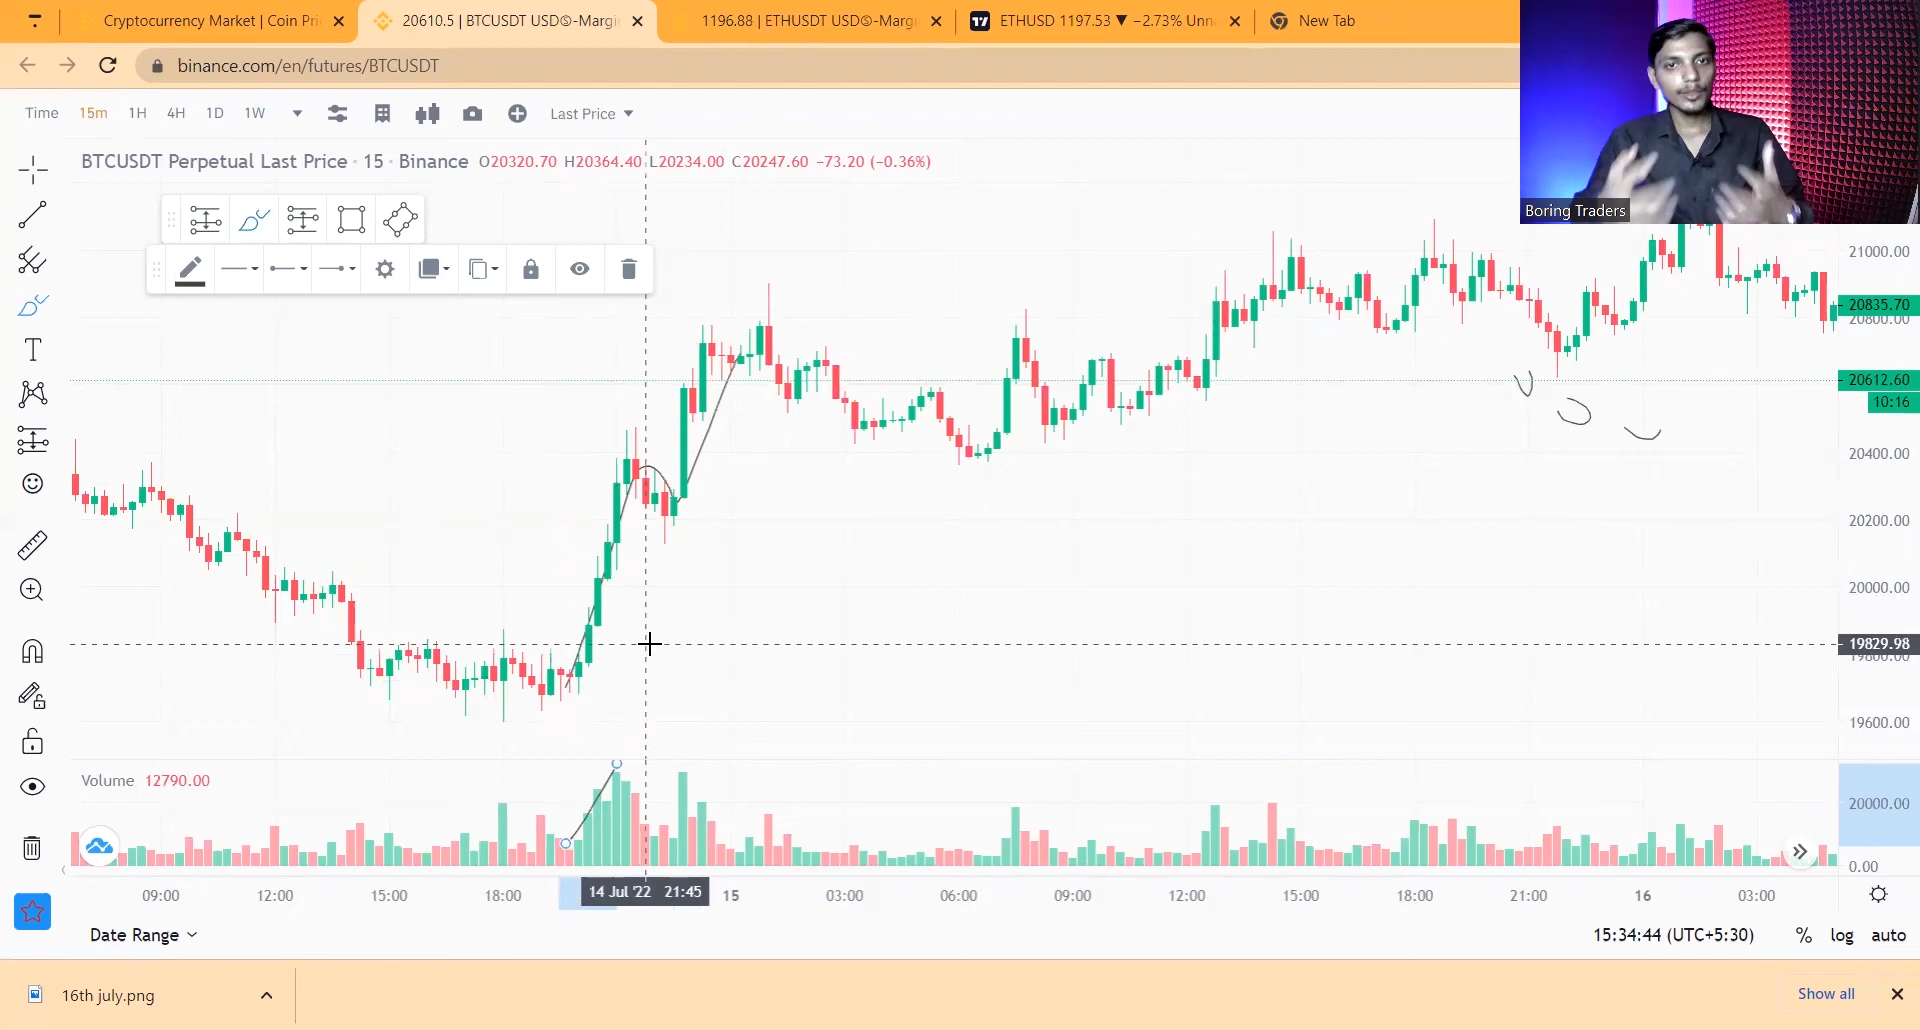 Cryptocurrency Market | Coin Pri
20610.5 | BTCUSDT USDⓈ-Margi
1196.88 | ETHUSDT USDⓈ-Margi
ETHUSD 1197.53 ▼ −2.73% Unn
New Tab
binance.com/en/futures/BTCUSDT
Time 15m 1H 4H 1D 1W Last Price
BTCUSDT Perpetual Last Price · 15 · Binance O20320.70 H20364.40 L20234.00 C20247.60 −73.20 (−0.36%)
Boring Traders
21000.00
20835.70
20800.00
20612.60
10:16
20400.00
20200.00
20000.00
19829.98
19800.00
19600.00
Volume 12790.00
20000.00
0.00
09:00 12:00 15:00 18:00 14 Jul '22 21:45 15 03:00 06:00 09:00 12:00 15:00 18:00 21:00 16 03:00
Date Range
15:34:44 (UTC+5:30) % log auto
16th july.png
Show all